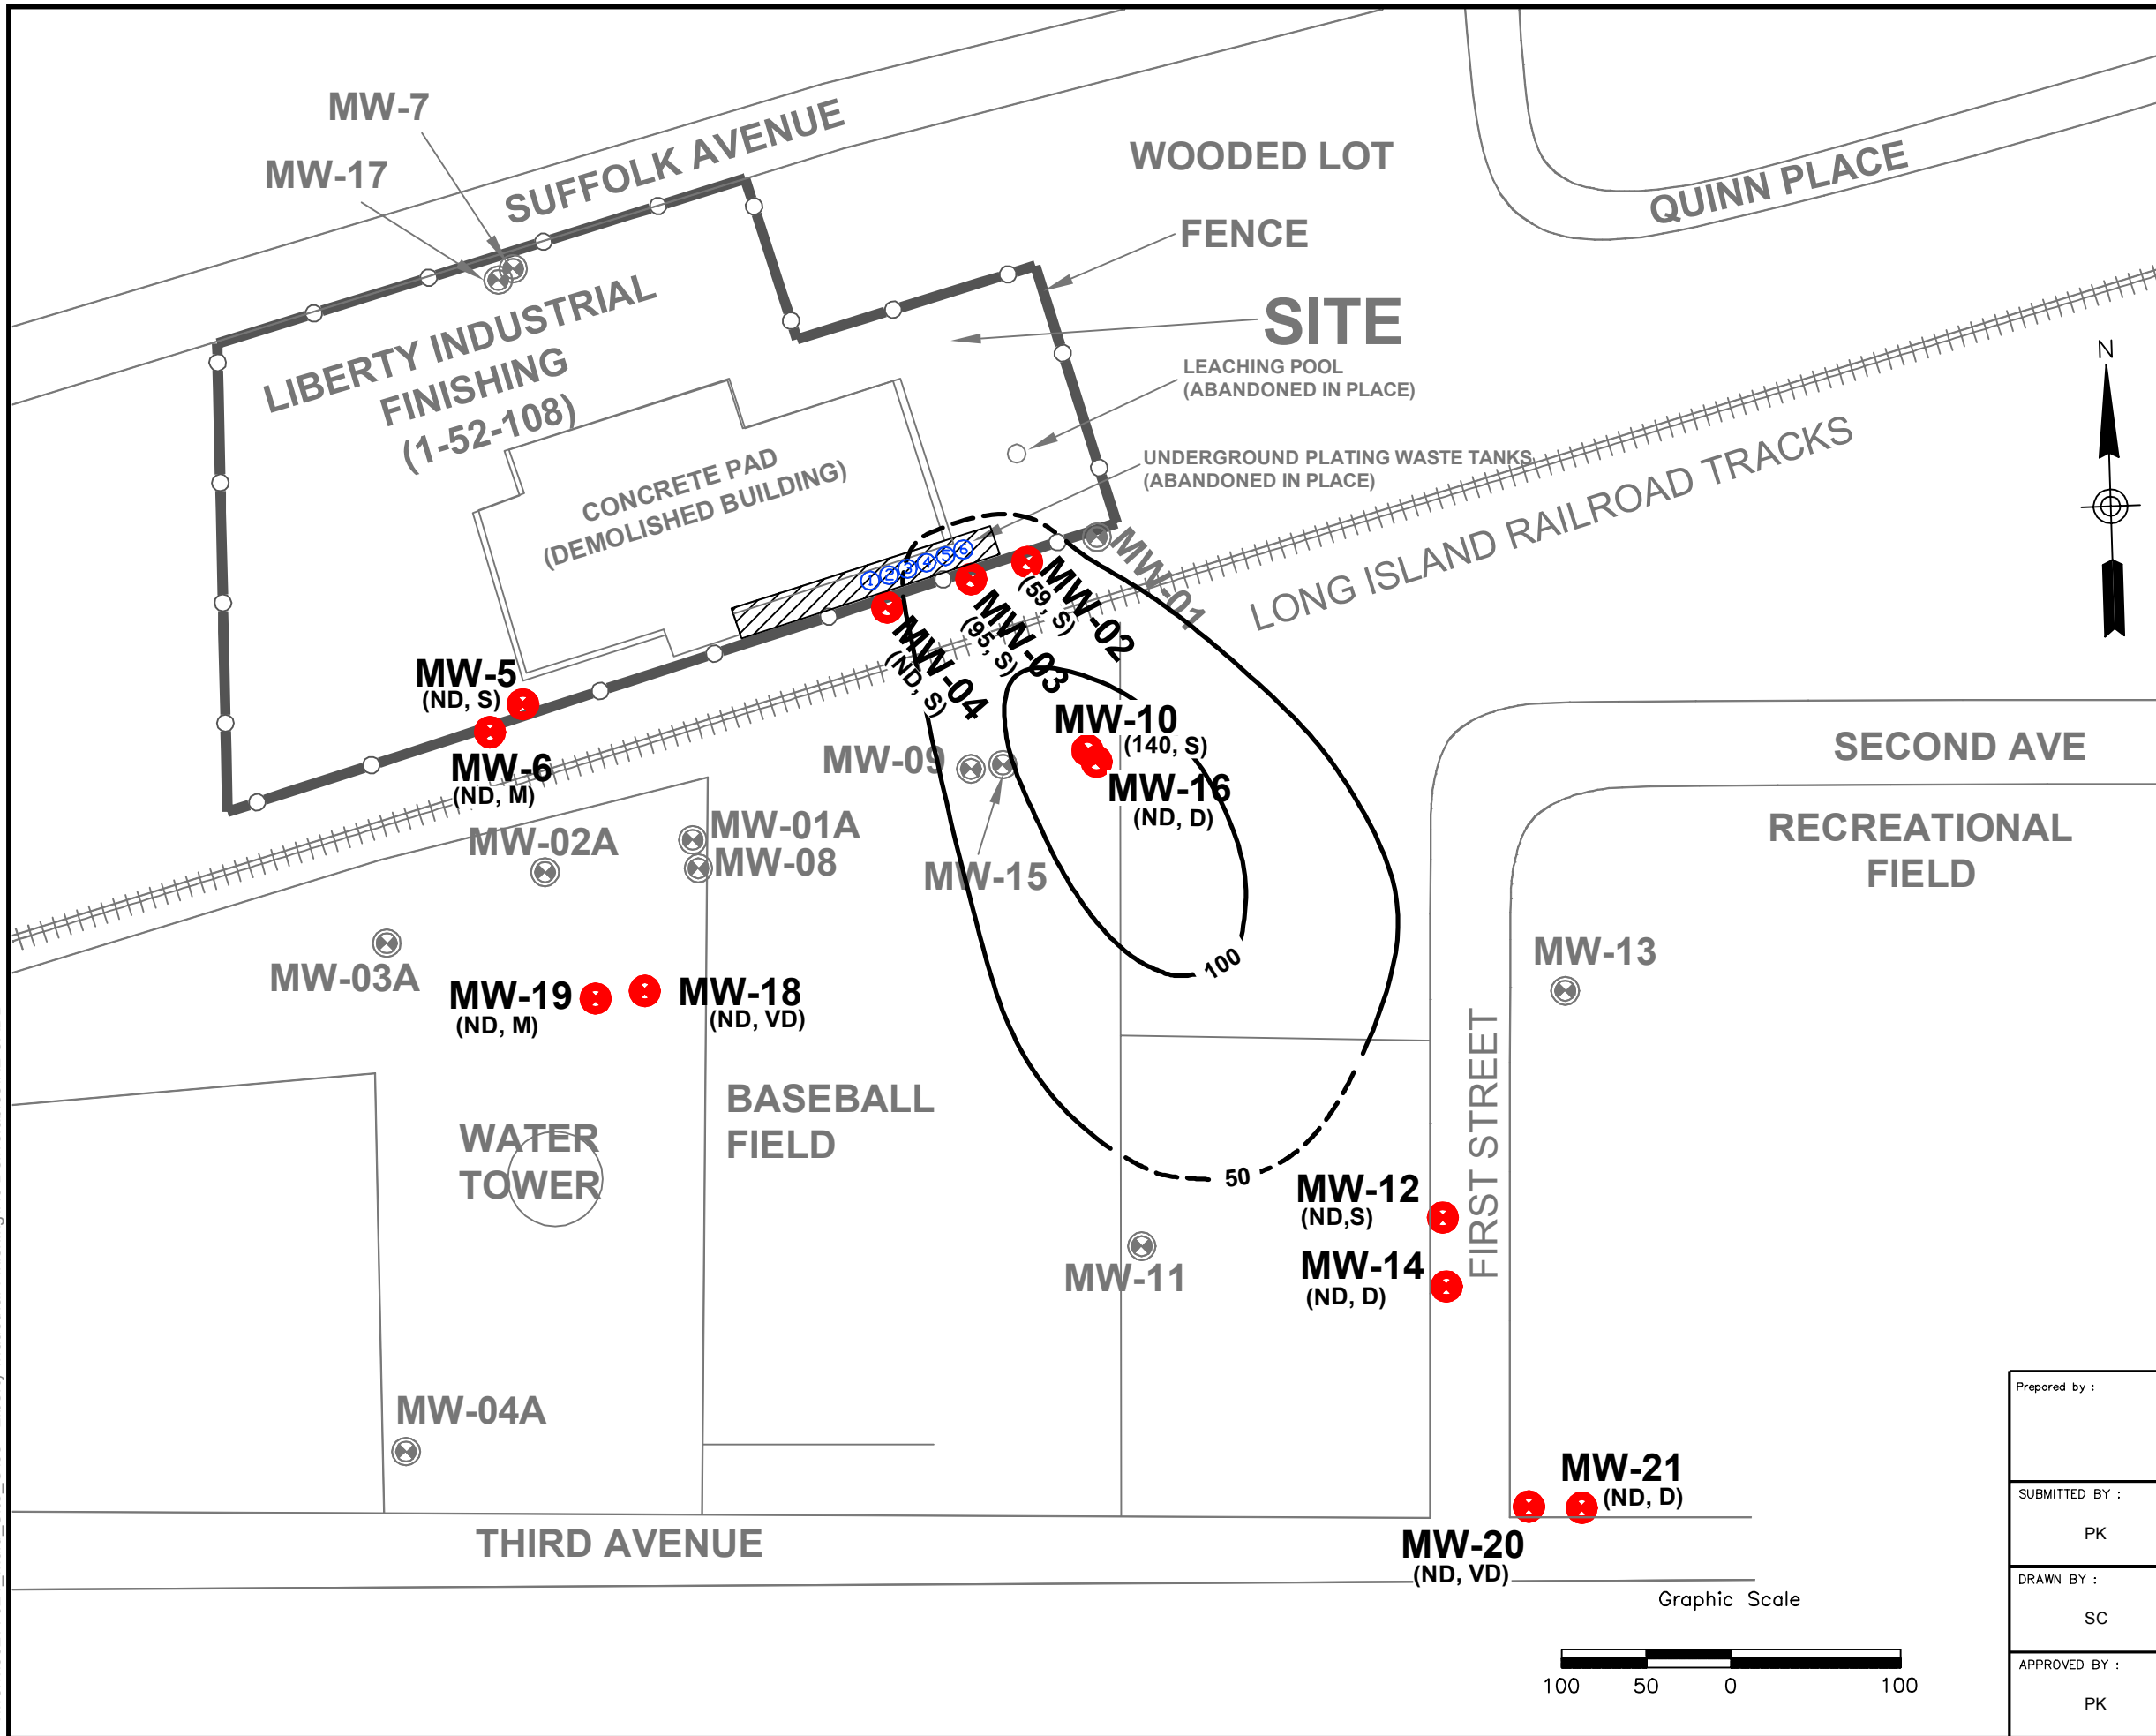 MW-7
MW-17
SUFFOLK AVENUE
WOODED LOT
QUINN PLACE
FENCE
SITE
LIBERTY INDUSTRIAL
FINISHING
(1-52-108)
LEACHING POOL
(ABANDONED IN PLACE)
N
CONCRETE PAD
(DEMOLISHED BUILDING)
UNDERGROUND PLATING WASTE TANKS
(ABANDONED IN PLACE)
LONG ISLAND RAILROAD TRACKS
1 2 3 4 5 6
MW-01
MW-02
(59, S)
MW-03
(95, S)
MW-04
(ND, S)
MW-5
(ND, S)
MW-6
(ND, M)
MW-10
(140, S)
MW-16
(ND, D)
MW-09
MW-15
SECOND AVE
RECREATIONAL
FIELD
MW-02A
MW-01A
MW-08
MW-03A
MW-19
(ND, M)
MW-18
(ND, VD)
100
MW-13
FIRST STREET
BASEBALL
FIELD
WATER
TOWER
50
MW-12
(ND,S)
MW-11
MW-14
(ND, D)
MW-04A
MW-21
(ND, D)
MW-20
(ND, VD)
THIRD AVENUE
Graphic Scale
100 50 0 100
Prepared by :
SUBMITTED BY :
PK
DRAWN BY :
SC
APPROVED BY :
PK